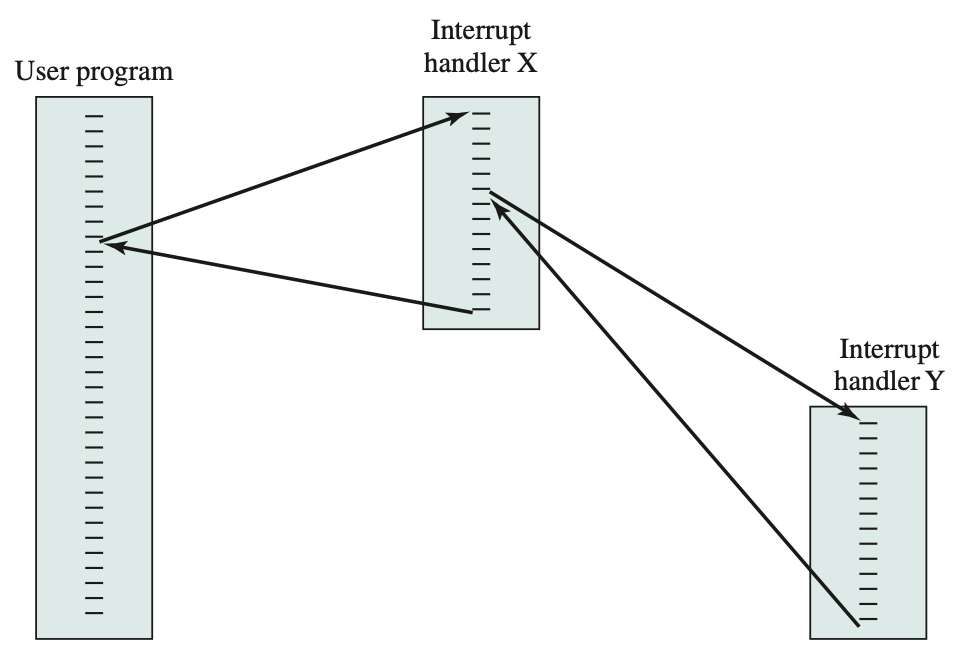 User program
Interrupt
handler X
Interrupt
handler Y